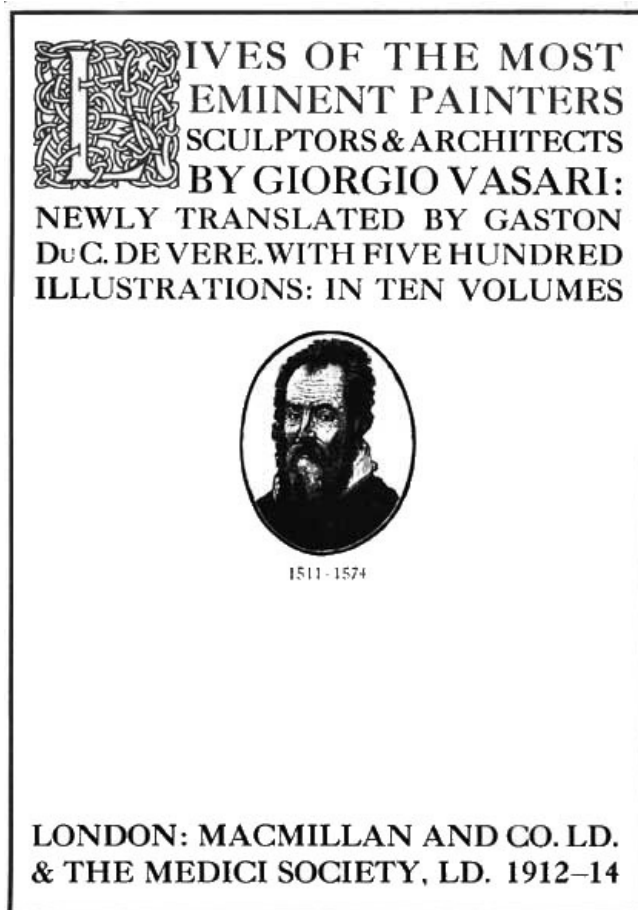 LIVES OF THE MOST
EMINENT PAINTERS
SCULPTORS & ARCHITECTS
BY GIORGIO VASARI:
NEWLY TRANSLATED BY GASTON
DU C. DE VERE. WITH FIVE HUNDRED
ILLUSTRATIONS: IN TEN VOLUMES
1511-1574
LONDON: MACMILLAN AND CO. LD.
& THE MEDICI SOCIETY, LD. 1912–14